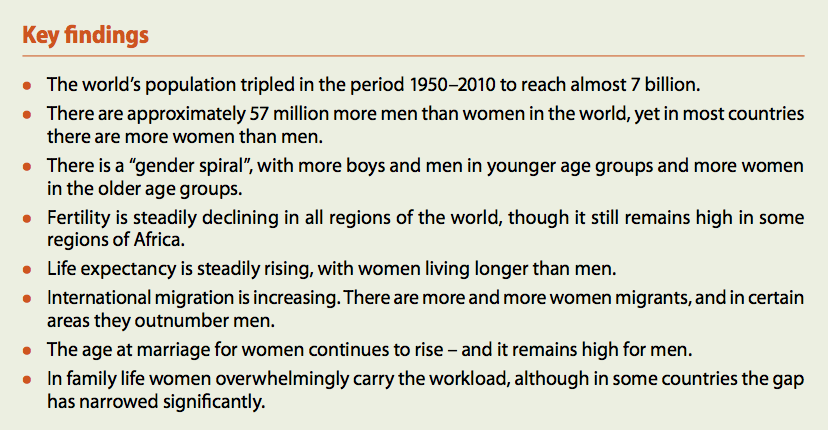 Key findings
● The world’s population tripled in the period 1950–2010 to reach almost 7 billion.
● There are approximately 57 million more men than women in the world, yet in most countries
there are more women than men.
● There is a “gender spiral”, with more boys and men in younger age groups and more women
in the older age groups.
● Fertility is steadily declining in all regions of the world, though it still remains high in some
regions of Africa.
● Life expectancy is steadily rising, with women living longer than men.
● International migration is increasing. There are more and more women migrants, and in certain
areas they outnumber men.
● The age at marriage for women continues to rise – and it remains high for men.
● In family life women overwhelmingly carry the workload, although in some countries the gap
has narrowed significantly.